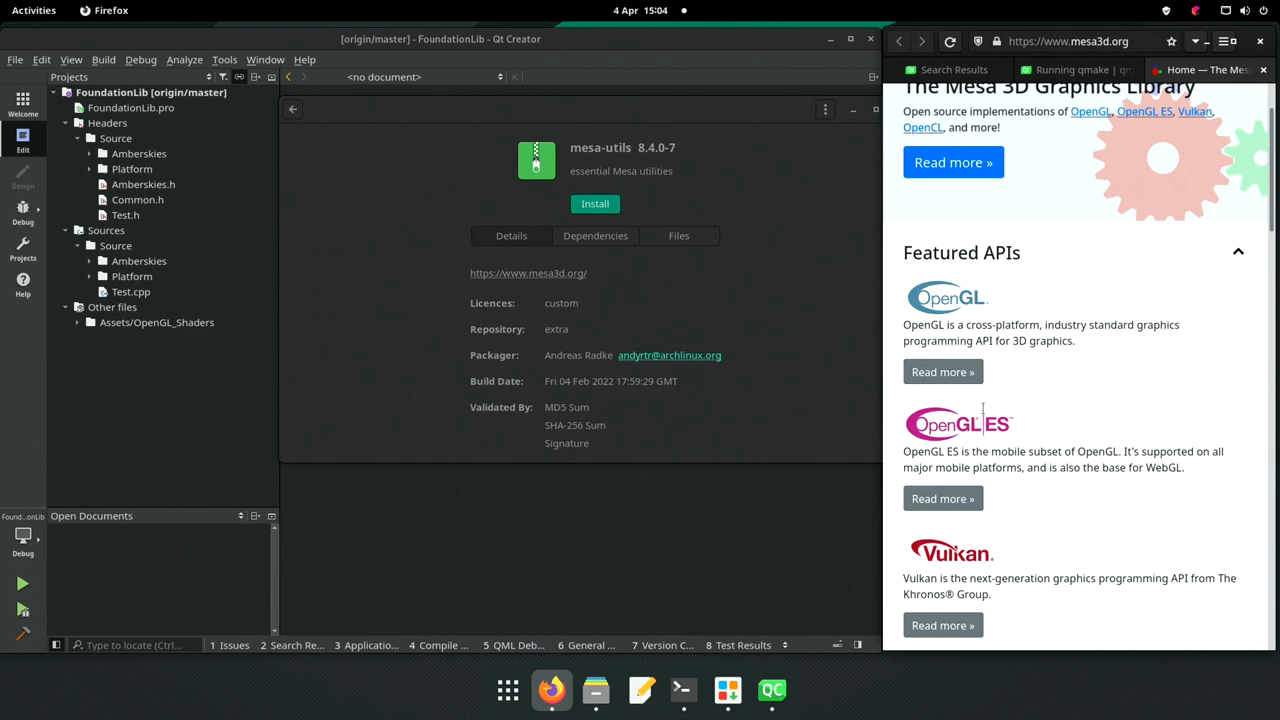 Activities
Firefox
4 Apr 15:04
[origin/master] - FoundationLib - Qt Creator
File Edit View Build Debug Analyze Tools Window Help
Projects
<no document>
Welcome
Edit
Design
Debug
Projects
Help
FoundationLib [origin/master]
FoundationLib.pro
Headers
Source
Amberskies
Platform
Amberskies.h
Common.h
Test.h
Sources
Source
Amberskies
Platform
Test.cpp
Other files
Assets/OpenGL_Shaders
Open Documents
Found...onLib
Debug
Type to locate (Ctrl...
1 Issues 2 Search Re... 3 Applicatio... 4 Compile ... 5 QML Deb... 6 General ... 7 Version C... 8 Test Results
mesa-utils 8.4.0-7
essential Mesa utilities
Install
Details Dependencies Files
https://www.mesa3d.org/
Licences: custom
Repository: extra
Packager: Andreas Radke andyrtr@archlinux.org
Build Date: Fri 04 Feb 2022 17:59:29 GMT
Validated By: MD5 Sum
SHA-256 Sum
Signature
https://www.mesa3d.org
Search Results
Running qmake | qm
Home — The Mesa
The Mesa 3D Graphics Library
Open source implementations of OpenGL, OpenGL ES, Vulkan,
OpenCL, and more!
Read more »
Featured APIs
OpenGL.
OpenGL is a cross-platform, industry standard graphics
programming API for 3D graphics.
Read more »
OpenGL|ES™
OpenGL ES is the mobile subset of OpenGL. It's supported on all
major mobile platforms, and is also the base for WebGL.
Read more »
Vulkan.
Vulkan is the next-generation graphics programming API from The
Khronos® Group.
Read more »
QC